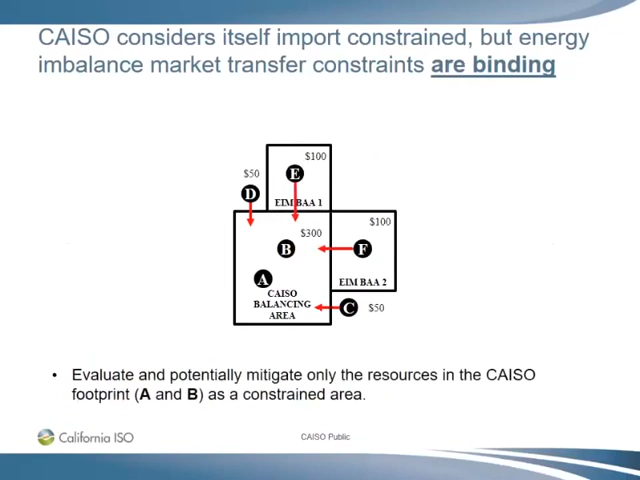 CAISO considers itself import constrained, but energy
imbalance market transfer constraints are binding
$100
$50
E
D
EIM BAA 1
$100
$300
B
F
A
EIM BAA 2
CAISO
BALANCING
AREA
C
$50
• Evaluate and potentially mitigate only the resources in the CAISO
footprint (A and B) as a constrained area.
California ISO
CAISO Public